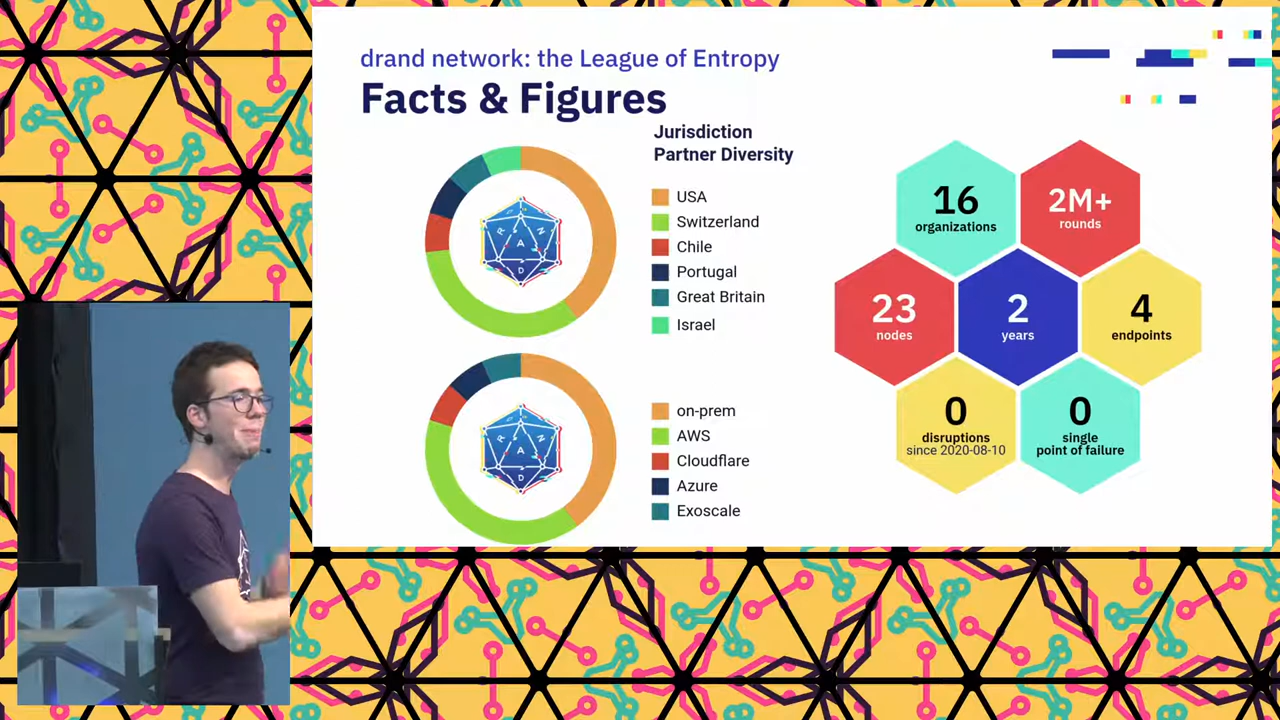 drand network: the League of Entropy
Facts & Figures
Jurisdiction
Partner Diversity
R
N
A
D
USA
Switzerland
Chile
Portugal
Great Britain
Israel
R
N
A
D
on-prem
AWS
Cloudflare
Azure
Exoscale
16
organizations
2M+
rounds
23
nodes
2
years
4
endpoints
0
disruptions
since 2020-08-10
0
single
point of failure